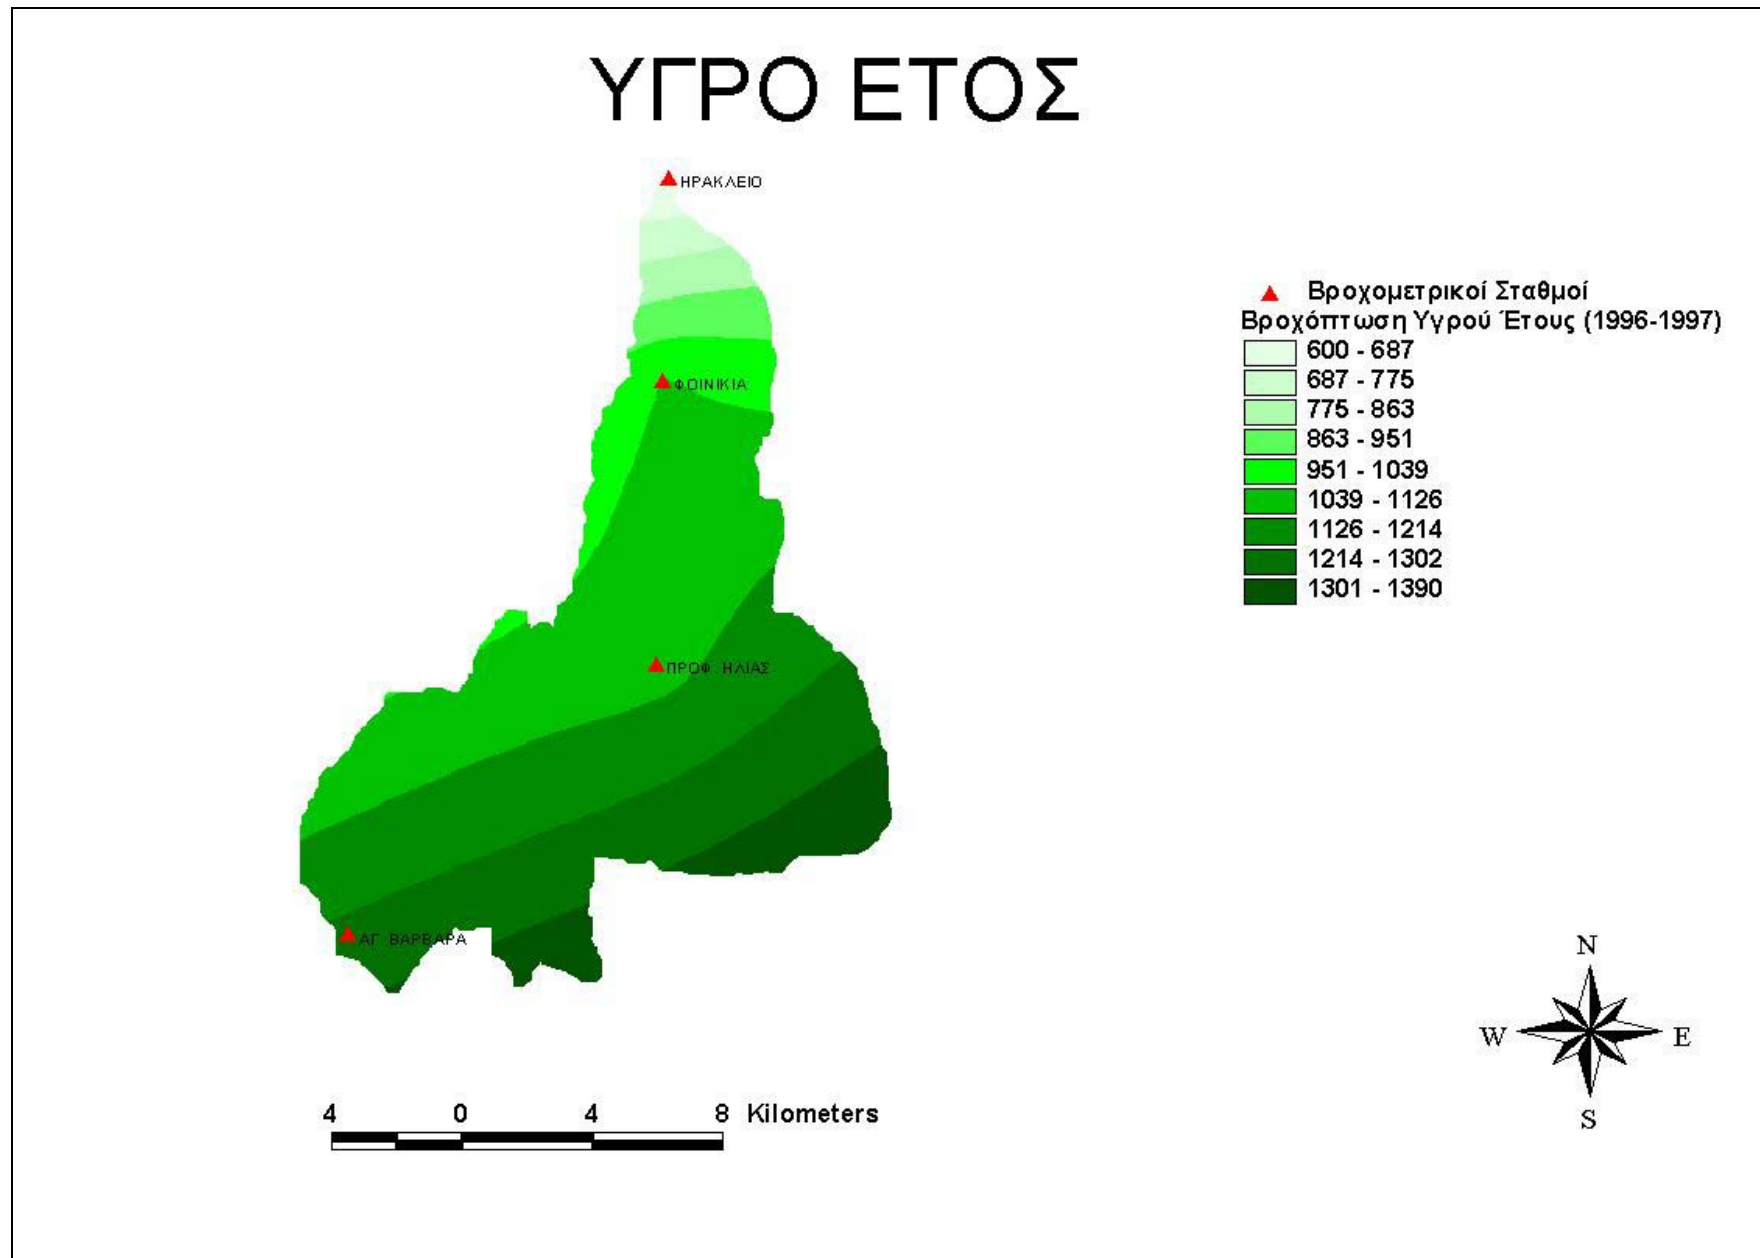 ΥΓΡΟ ΕΤΟΣ
ΗΡΑΚΛΕΙΟ
Βροχομετρικοί Σταθμοί
Βροχόπτωση Υγρού Έτους (1996-1997)
600 - 687
687 - 775
775 - 863
863 - 951
951 - 1039
1039 - 1126
1126 - 1214
1214 - 1302
1301 - 1390
ΦΟΙΝΙΚΙΑ
ΠΡΟΦ. ΗΛΙΑΣ
ΑΓ. ΒΑΡΒΑΡΑ
N
W E
S
4 0 4 8 Kilometers